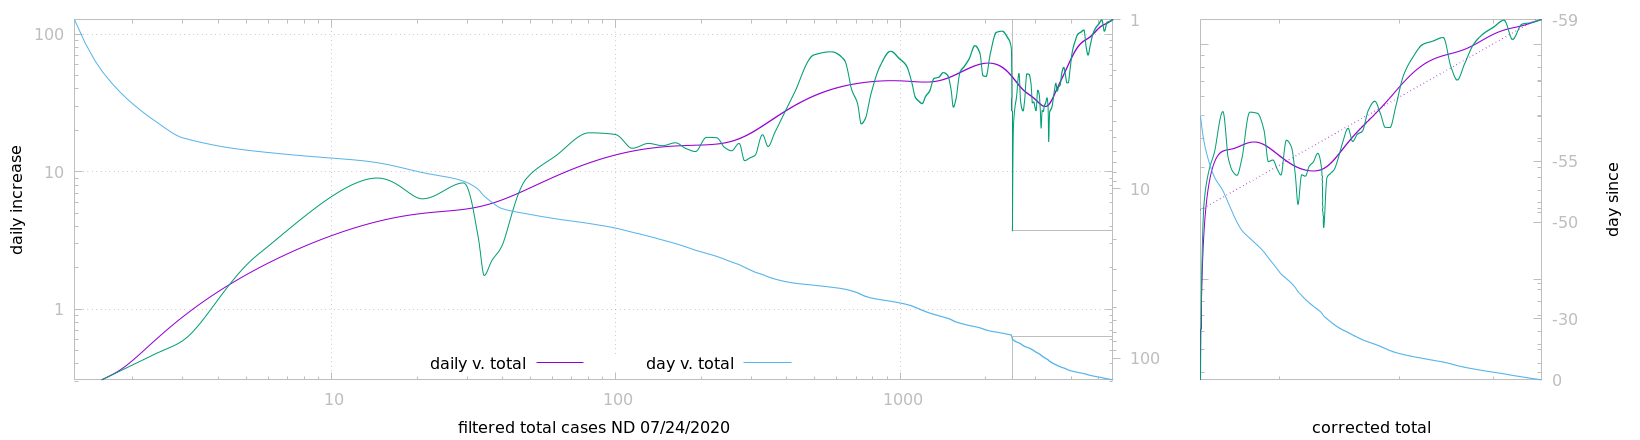 100
10
1
daily increase
daily v. total
day v. total
10
100
1000
filtered total cases ND 07/24/2020
1
10
100
-59
-55
-50
-30
0
day since
corrected total